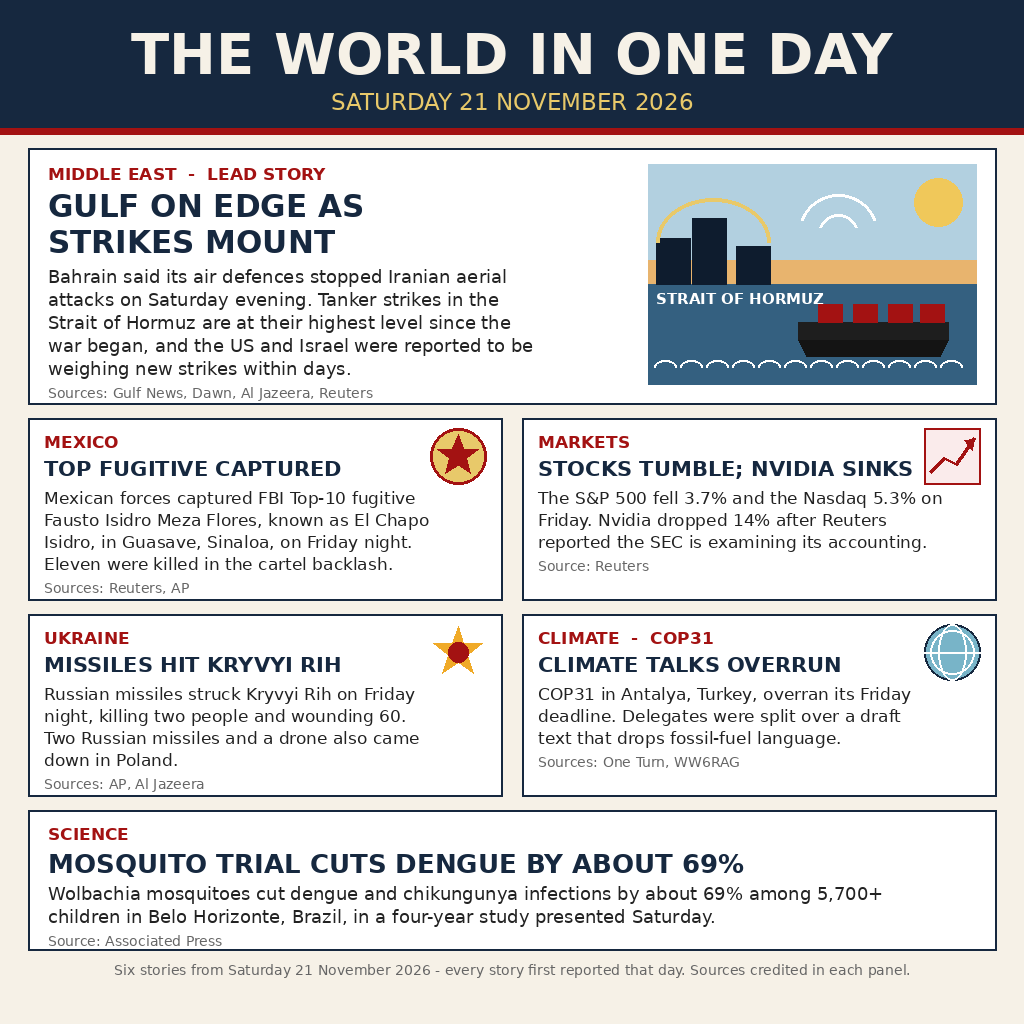 THE WORLD IN ONE DAY
SATURDAY 21 NOVEMBER 2026
MIDDLE EAST - LEAD STORY
GULF ON EDGE AS
STRIKES MOUNT
Bahrain said its air defences stopped Iranian aerial
attacks on Saturday evening. Tanker strikes in the
Strait of Hormuz are at their highest level since the
war began, and the US and Israel were reported to be
weighing new strikes within days.
Sources: Gulf News, Dawn, Al Jazeera, Reuters
STRAIT OF HORMUZ
MEXICO
TOP FUGITIVE CAPTURED
Mexican forces captured FBI Top-10 fugitive
Fausto Isidro Meza Flores, known as El Chapo
Isidro, in Guasave, Sinaloa, on Friday night.
Eleven were killed in the cartel backlash.
Sources: Reuters, AP
MARKETS
STOCKS TUMBLE; NVIDIA SINKS
The S&P 500 fell 3.7% and the Nasdaq 5.3% on
Friday. Nvidia dropped 14% after Reuters
reported the SEC is examining its accounting.
Source: Reuters
UKRAINE
MISSILES HIT KRYVYI RIH
Russian missiles struck Kryvyi Rih on Friday
night, killing two people and wounding 60.
Two Russian missiles and a drone also came
down in Poland.
Sources: AP, Al Jazeera
CLIMATE - COP31
CLIMATE TALKS OVERRUN
COP31 in Antalya, Turkey, overran its Friday
deadline. Delegates were split over a draft
text that drops fossil-fuel language.
Sources: One Turn, WW6RAG
SCIENCE
MOSQUITO TRIAL CUTS DENGUE BY ABOUT 69%
Wolbachia mosquitoes cut dengue and chikungunya infections by about 69% among 5,700+
children in Belo Horizonte, Brazil, in a four-year study presented Saturday.
Source: Associated Press
Six stories from Saturday 21 November 2026 - every story first reported that day. Sources credited in each panel.